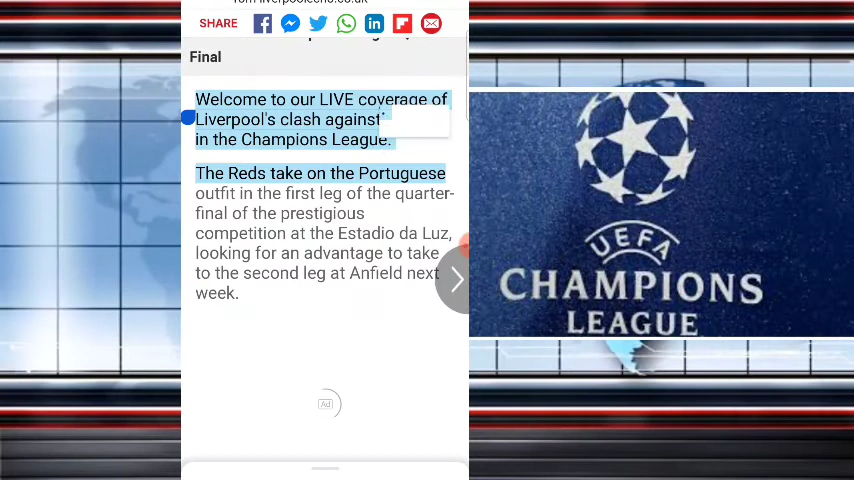 SHARE
Final
Welcome to our LIVE coverage of
Liverpool's clash against
in the Champions League.
The Reds take on the Portuguese
outfit in the first leg of the quarter-
final of the prestigious
competition at the Estadio da Luz,
looking for an advantage to take
to the second leg at Anfield next
week.
Ad
UEFA
CHAMPIONS
LEAGUE